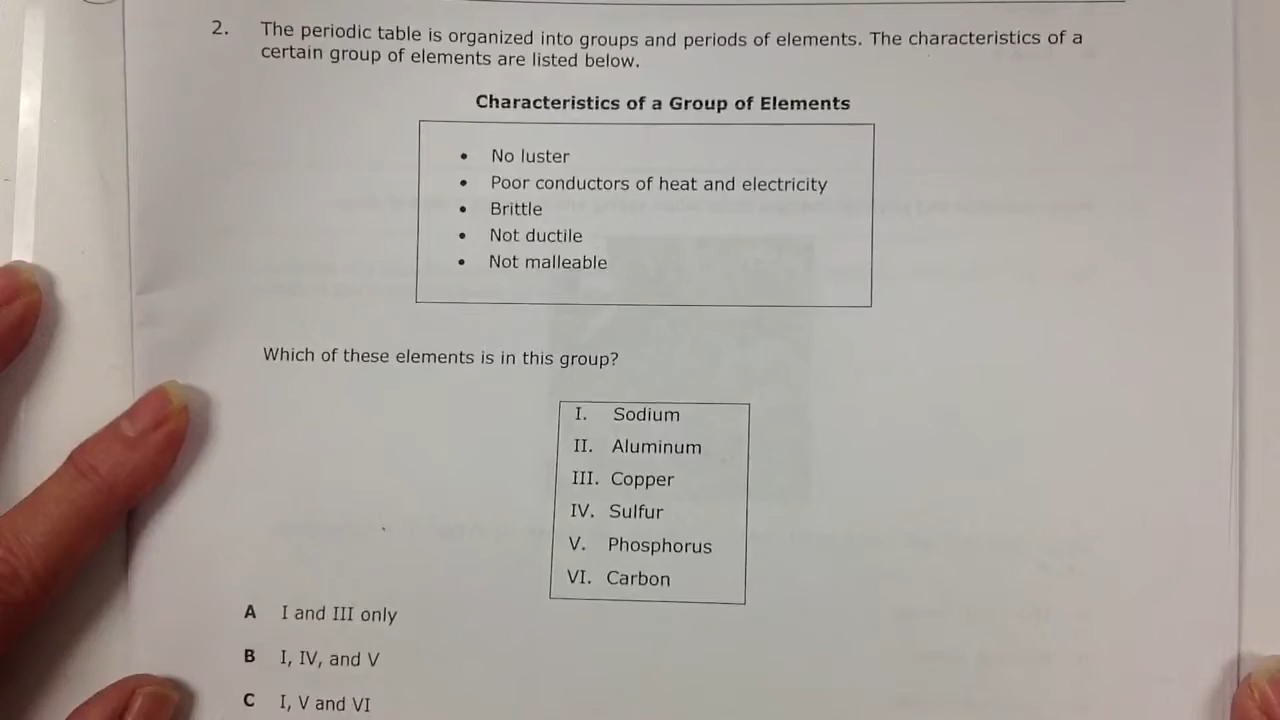 2. The periodic table is organized into groups and periods of elements. The characteristics of a
certain group of elements are listed below.
Characteristics of a Group of Elements
• No luster
• Poor conductors of heat and electricity
• Brittle
• Not ductile
• Not malleable
Which of these elements is in this group?
I. Sodium
II. Aluminum
III. Copper
IV. Sulfur
V. Phosphorus
VI. Carbon
A I and III only
B I, IV, and V
C I, V and VI